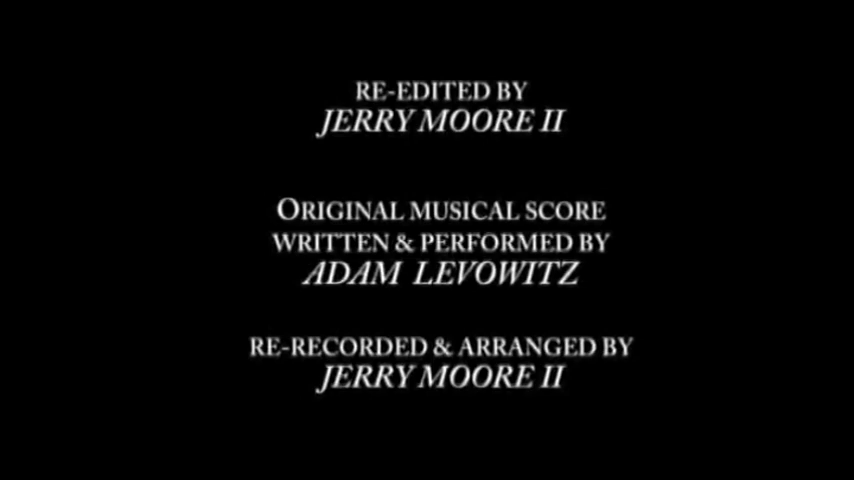 RE-EDITED BY
JERRY MOORE II
ORIGINAL MUSICAL SCORE
WRITTEN & PERFORMED BY
ADAM LEVOWITZ
RE-RECORDED & ARRANGED BY
JERRY MOORE II